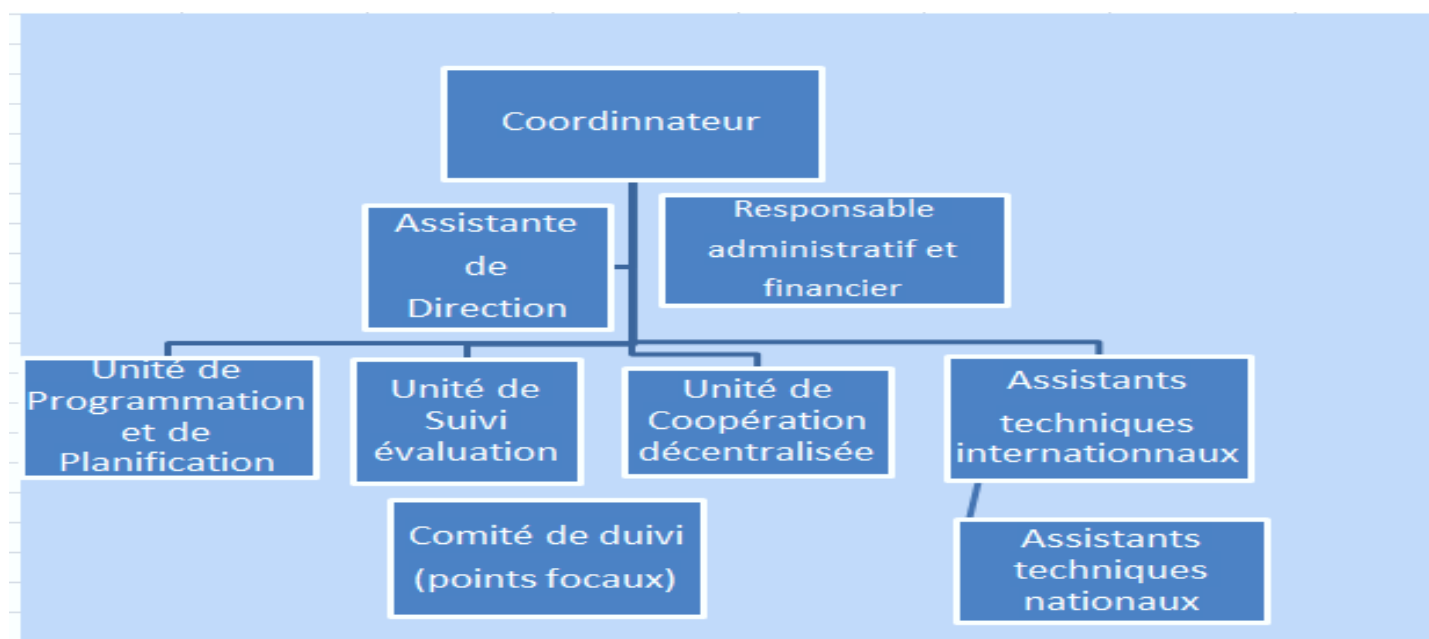 Coordinnateur
Assistante
de
Direction
Responsable
administratif et
financier
Unité de
Programmation
et de
Planification
Unité de
Suivi
évaluation
Unité de
Coopération
décentralisée
Assistants
techniques
internationnaux
Comité de duivi
(points focaux)
Assistants
techniques
nationaux